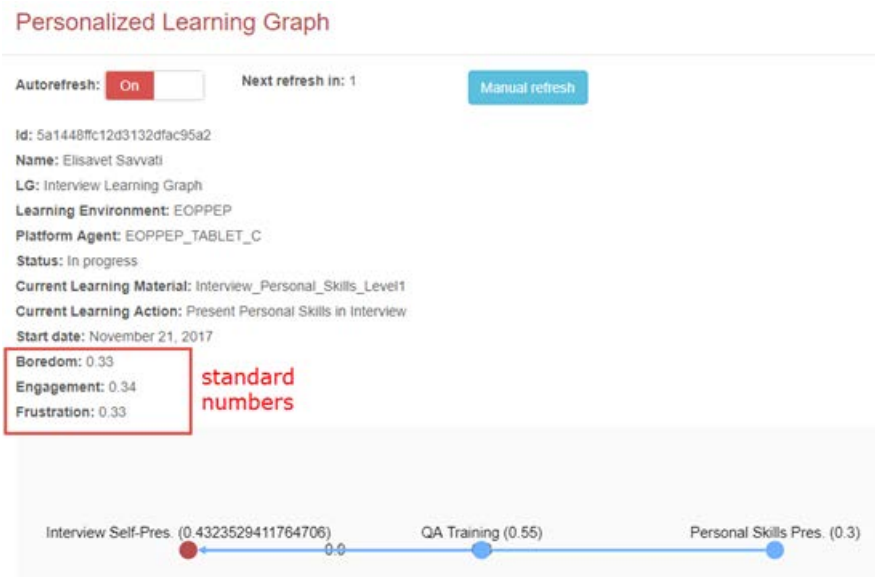 Personalized Learning Graph
Autorefresh: On Next refresh in: 1 Manual refresh
Id: 5a1448ffc12d3132dfac95a2
Name: Elisavet Savvati
LG: Interview Learning Graph
Learning Environment: EOPPEP
Platform Agent: EOPPEP_TABLET_C
Status: In progress
Current Learning Material: Interview_Personal_Skills_Level1
Current Learning Action: Present Personal Skills in Interview
Start date: November 21, 2017
Boredom: 0.33
Engagement: 0.34
Frustration: 0.33
standard
numbers
Interview Self-Pres. (0.4323529411764706) QA Training (0.55) Personal Skills Pres. (0.3)
0.0